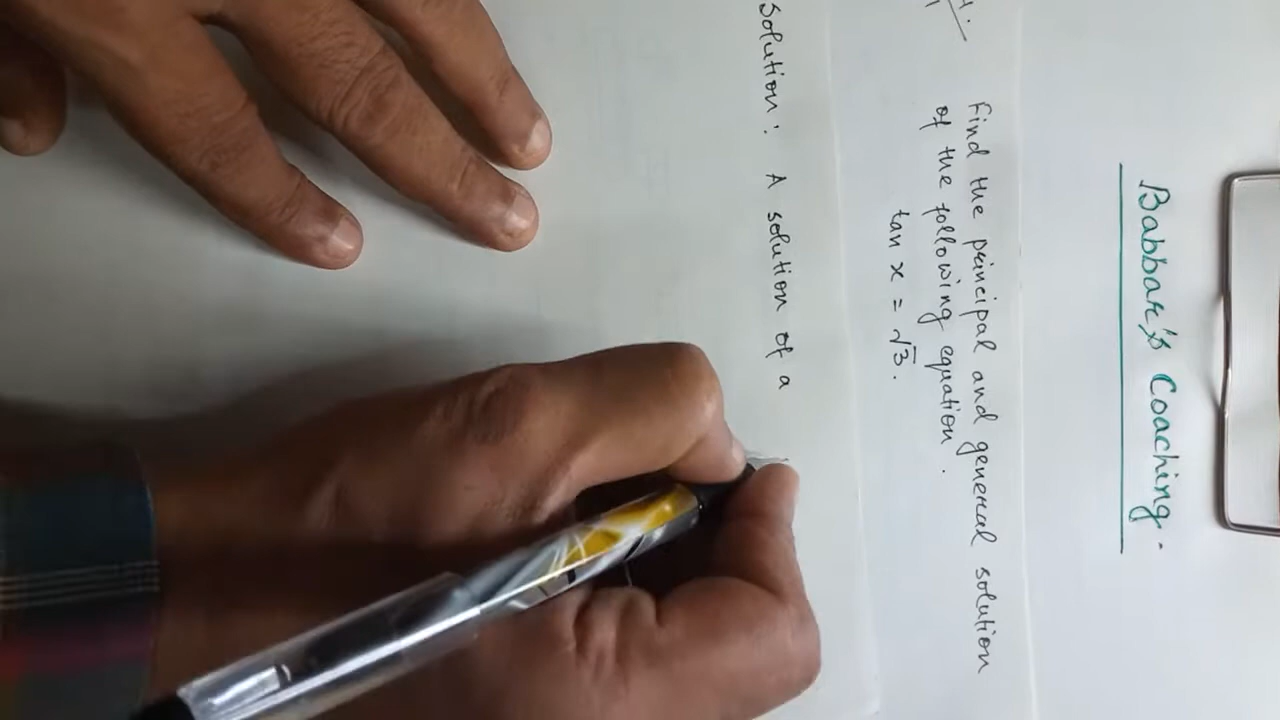 Babbar's Coaching.
Find the principal and general solution
of the following equation.
tan x = √3.
Solution: A solution of a